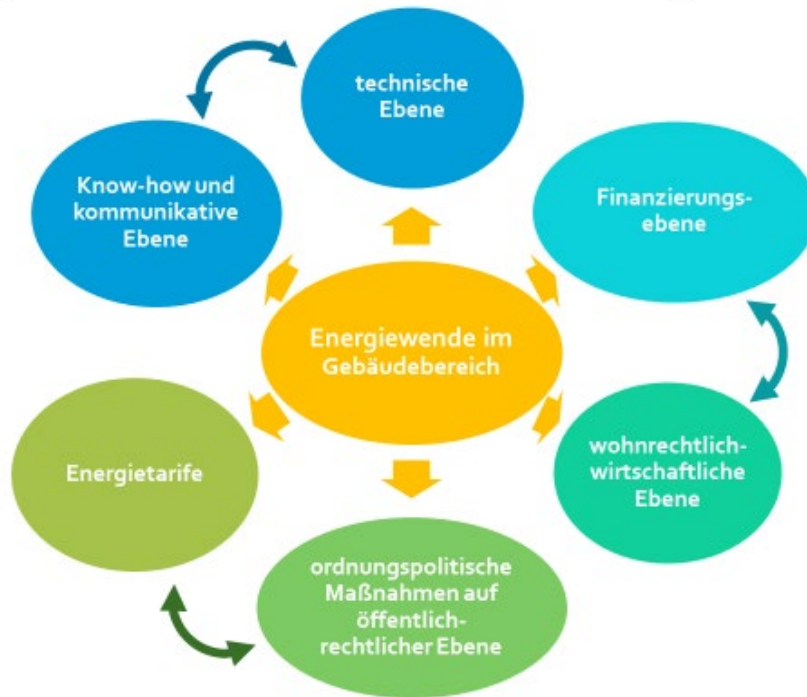 technische
Ebene
Know-how und
kommunikative
Ebene
Finanzierungs-
ebene
Energiewende im
Gebäudebereich
Energietarife
wohnrechtlich-
wirtschaftliche
Ebene
ordnungspolitische
Maßnahmen auf
öffentlich-
rechtlicher Ebene